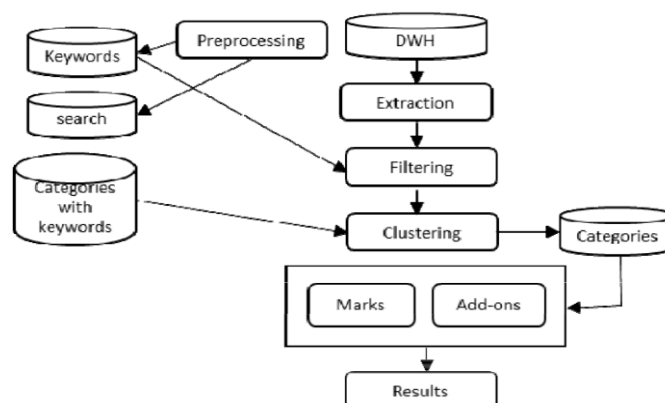 Preprocessing
DWH
Keywords
Extraction
search
Filtering
Categories
with
keywords
Clustering
Categories
Marks
Add-ons
Results